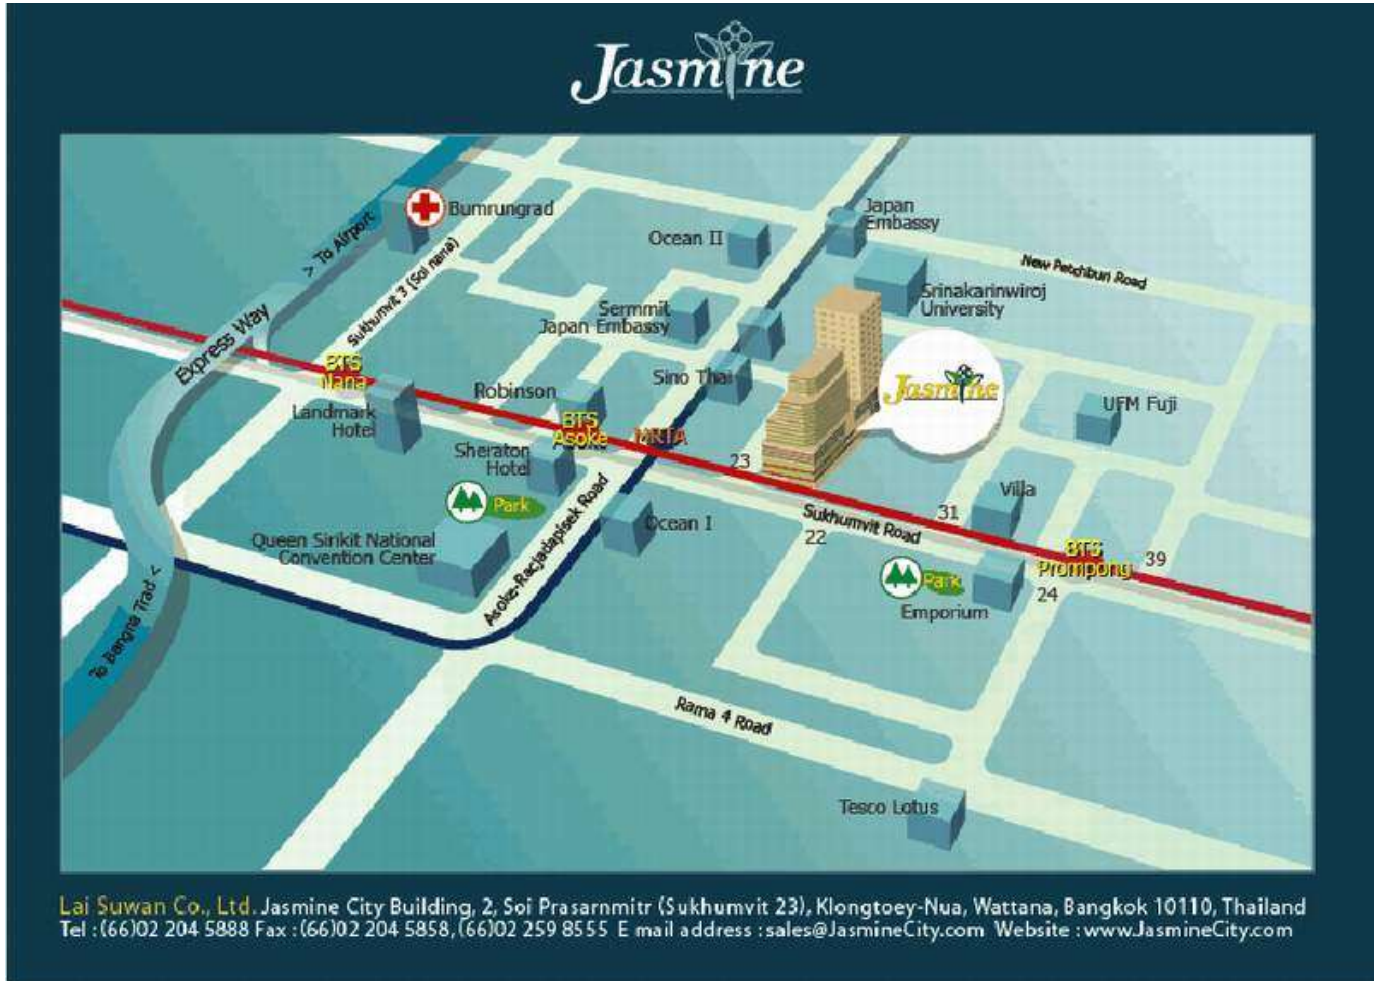 Jasmine
Bumrungrad
> To Airport
Sukhumvit 3 (Soi nana)
Express Way
Ocean II
Japan
Embassy
New Petchburi Road
Srinakarinwiroj
University
Sermmit
Japan Embassy
Sino Thai
Jasmine
BTS
Nana
Landmark
Hotel
Robinson
BTS
Asoke
MRTA
UFM Fuji
Sheraton
Hotel
23
Park
Villa
31
Sukhumvit Road
22
Ocean I
Queen Sirikit National
Convention Center
Asoke-Racjadapisek Road
BTS
Prompong
39
Park
24
Emporium
To Bangna Trad <
Rama 4 Road
Tesco Lotus
Lai Suwan Co., Ltd. Jasmine City Building, 2, Soi Prasarnmitr (Sukhumvit 23), Klongtoey-Nua, Wattana, Bangkok 10110, Thailand
Tel :(66)02 204 5888 Fax :(66)02 204 5858,(66)02 259 8555 E mail address :sales@JasmineCity.com Website :www.JasmineCity.com